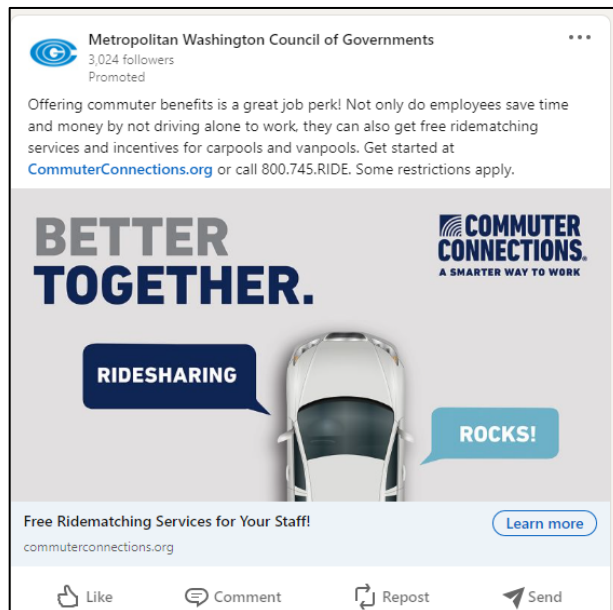 Metropolitan Washington Council of Governments
3,024 followers
Promoted
Offering commuter benefits is a great job perk! Not only do employees save time
and money by not driving alone to work, they can also get free ridematching
services and incentives for carpools and vanpools. Get started at
CommuterConnections.org or call 800.745.RIDE. Some restrictions apply.
BETTER
TOGETHER.
COMMUTER
CONNECTIONS®
A SMARTER WAY TO WORK
RIDESHARING
ROCKS!
Free Ridematching Services for Your Staff!
Learn more
commuterconnections.org
Like Comment Repost Send